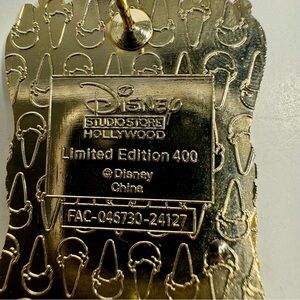 Disney
STUDIO STORE
HOLLYWOOD
Limited Edition 400
© Disney
China
FAC-046730-24127